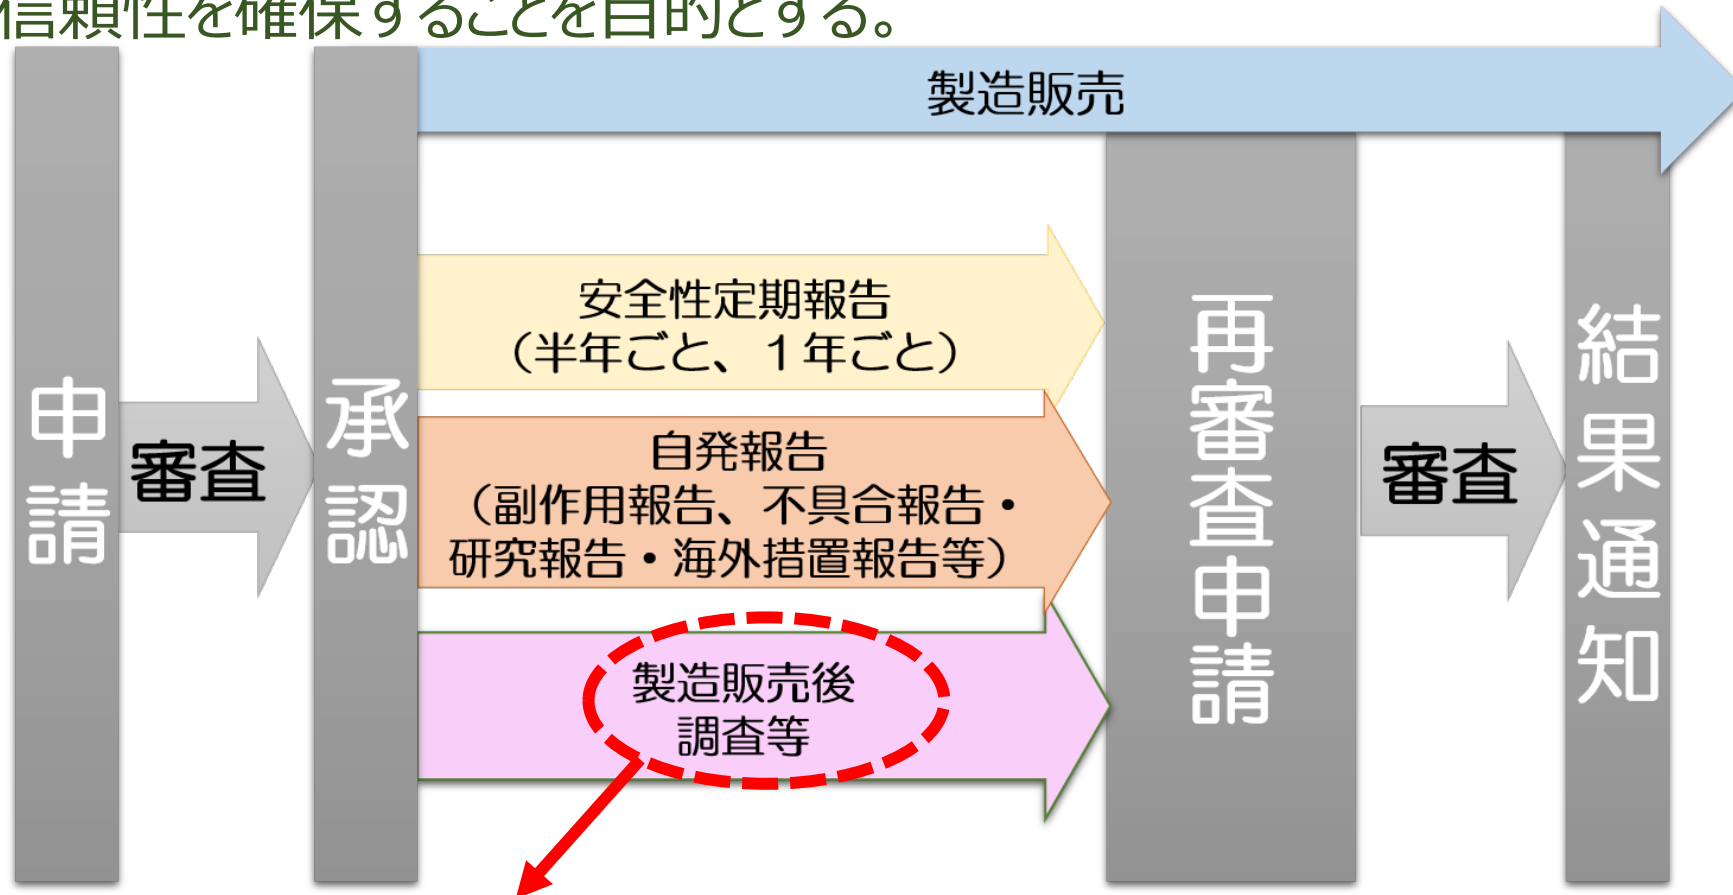 信頼性を確保することを目的とする。
製造販売
申請
審査
承認
安全性定期報告
（半年ごと、１年ごと）
自発報告
（副作用報告、不具合報告・
研究報告・海外措置報告等）
製造販売後
調査等
再審査申請
審査
結果通知